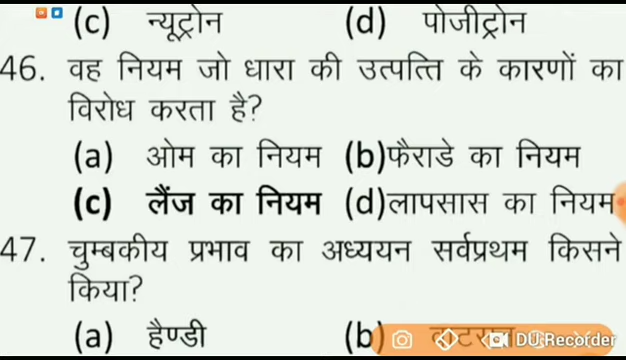 (c) न्यूट्रोन (d) पोजीट्रोन
46. वह नियम जो धारा की उत्पत्ति के कारणों का
विरोध करता है?
(a) ओम का नियम (b)फैराडे का नियम
(c) लैंज का नियम (d)लापसास का नियम
47. चुम्बकीय प्रभाव का अध्ययन सर्वप्रथम किसने
किया?
(a) हैण्डी (b)
DU Recorder